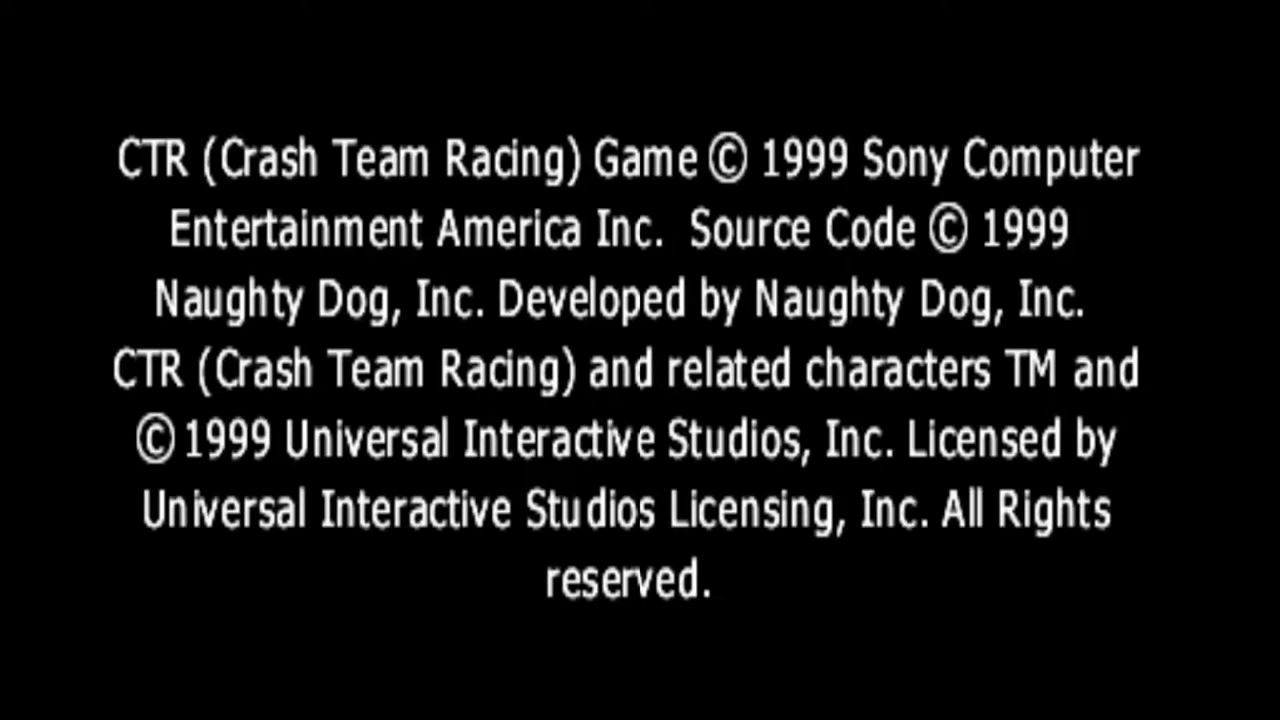 CTR (Crash Team Racing) Game © 1999 Sony Computer
Entertainment America Inc.  Source Code © 1999
Naughty Dog, Inc. Developed by Naughty Dog, Inc.
CTR (Crash Team Racing) and related characters TM and
© 1999 Universal Interactive Studios, Inc. Licensed by
Universal Interactive Studios Licensing, Inc. All Rights
reserved.